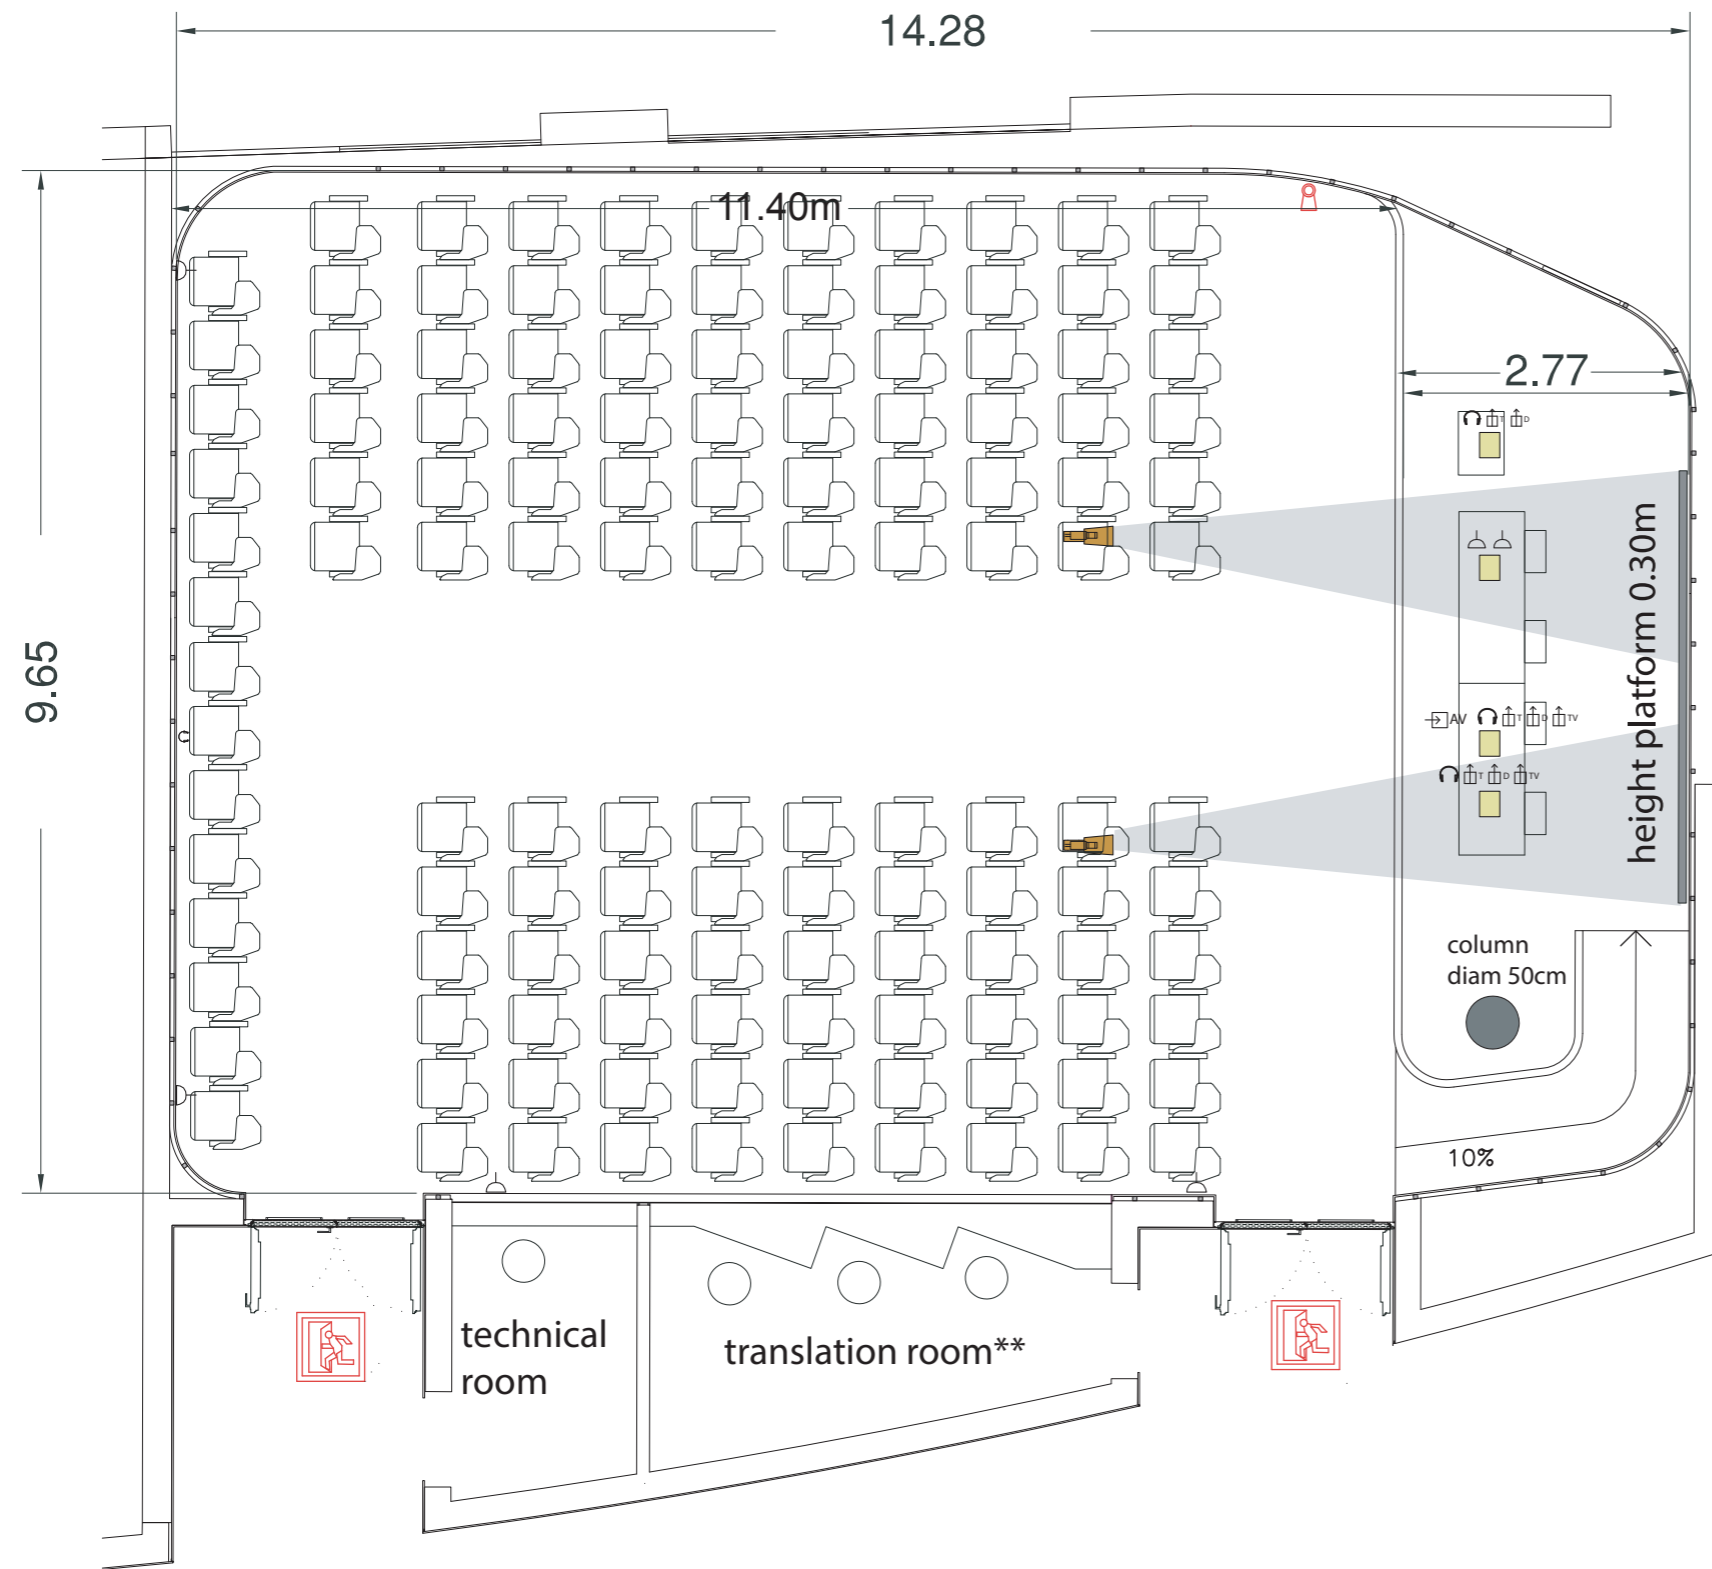 14.28
11.40m
2.77
T D
9.65
height platform 0.30m
AV T D TV
T D TV
column
diam 50cm
10%
technical
room
translation room**